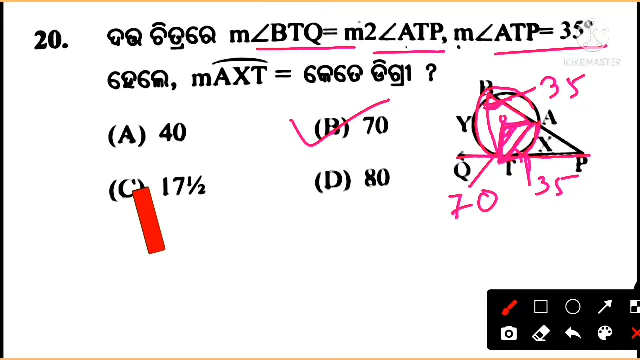 20. ଦତ୍ତ ଚିତ୍ରରେ m∠BTQ= m2∠ATP, m∠ATP= 35°
ହେଲେ, mAXT = କେତେ ଡିଗ୍ରୀ ?
(A) 40
(B) 70
(C) 17½
(D) 80
B
35
Y
A
X
Q
T
P
70
35
KINEMASTER